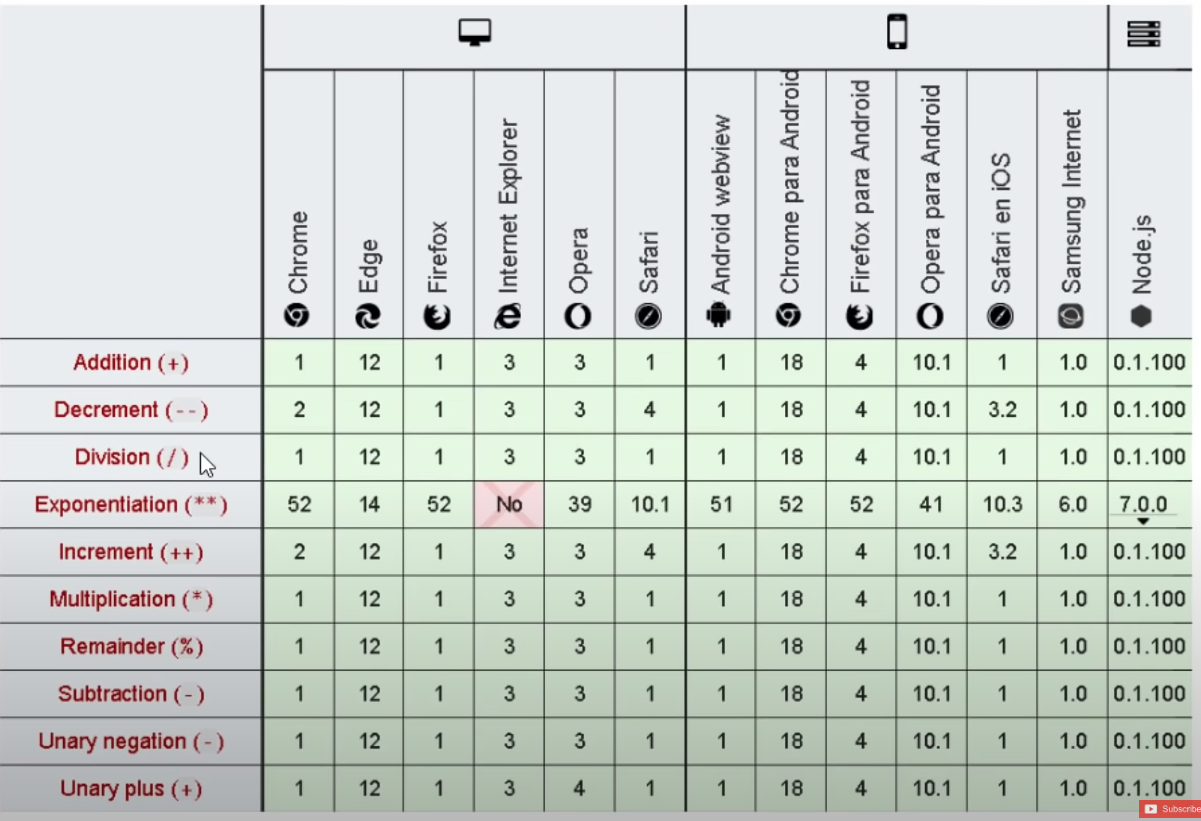 Chrome
Edge
Firefox
Internet Explorer
Opera
Safari
Android webview
Chrome para Android
Firefox para Android
Opera para Android
Safari en iOS
Samsung Internet
Node.js
Addition (+) 1 12 1 3 3 1 1 18 4 10.1 1 1.0 0.1.100
Decrement (--) 2 12 1 3 3 4 1 18 4 10.1 3.2 1.0 0.1.100
Division (/) 1 12 1 3 3 1 1 18 4 10.1 1 1.0 0.1.100
Exponentiation (**) 52 14 52 No 39 10.1 51 52 52 41 10.3 6.0 7.0.0
Increment (++) 2 12 1 3 3 4 1 18 4 10.1 3.2 1.0 0.1.100
Multiplication (*) 1 12 1 3 3 1 1 18 4 10.1 1 1.0 0.1.100
Remainder (%) 1 12 1 3 3 1 1 18 4 10.1 1 1.0 0.1.100
Subtraction (-) 1 12 1 3 3 1 1 18 4 10.1 1 1.0 0.1.100
Unary negation (-) 1 12 1 3 3 1 1 18 4 10.1 1 1.0 0.1.100
Unary plus (+) 1 12 1 3 4 1 1 18 4 10.1 1 1.0 0.1.100
Subscribe